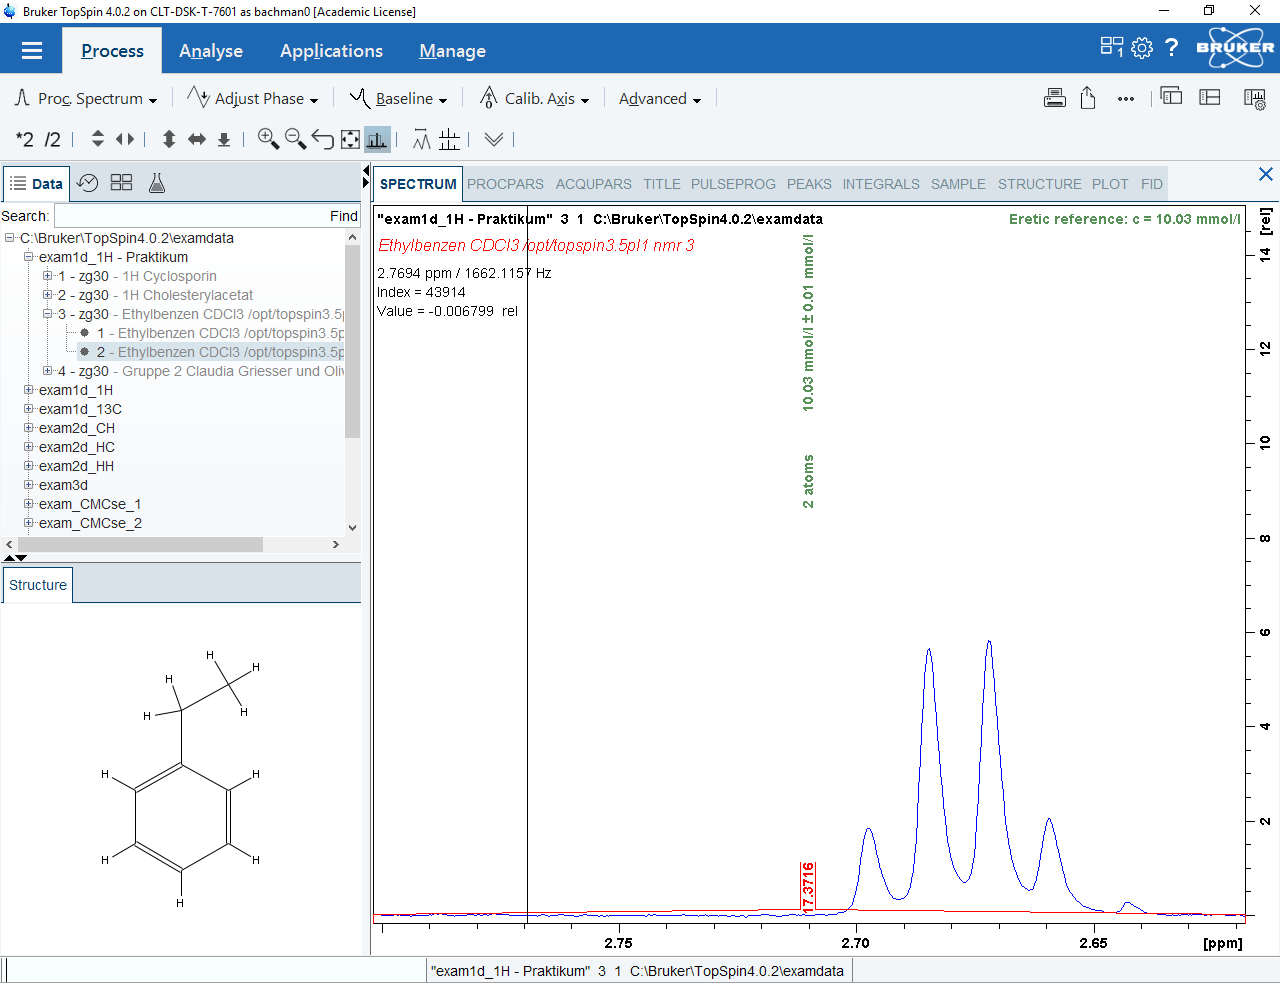 Bruker TopSpin 4.0.2 on CLT-DSK-T-7601 as bachman0 [Academic License]
Process Analyse Applications Manage
1 ? BRUKER
Proc. Spectrum Adjust Phase Baseline Calib. Axis Advanced
*2 /2
Data
SPECTRUM PROCPARS ACQUPARS TITLE PULSEPROG PEAKS INTEGRALS SAMPLE STRUCTURE PLOT FID
Search: Find
C:\Bruker\TopSpin4.0.2\examdata
exam1d_1H - Praktikum
1 - zg30 - 1H Cyclosporin
2 - zg30 - 1H Cholesterylacetat
3 - zg30 - Ethylbenzen CDCl3 /opt/topspin3.5p
1 - Ethylbenzen CDCl3 /opt/topspin3.5p
2 - Ethylbenzen CDCl3 /opt/topspin3.5p
4 - zg30 - Gruppe 2 Claudia Griesser und Oliv
exam1d_1H
exam1d_13C
exam2d_CH
exam2d_HC
exam2d_HH
exam3d
exam_CMCse_1
exam_CMCse_2
Structure
H
H
H
H
H
H
H
H
H
H
"exam1d_1H - Praktikum" 3 1 C:\Bruker\TopSpin4.0.2\examdata
Eretic reference: c = 10.03 mmol/l
Ethylbenzen CDCl3 /opt/topspin3.5pl1 nmr 3
2.7694 ppm / 1662.1157 Hz
Index = 43914
Value = -0.006799 rel
2 atoms 10.03 mmol/l ± 0.01 mmol/l
17.3716
[rel]
14
12
10
8
6
4
2
2.75 2.70 2.65 [ppm]
"exam1d_1H - Praktikum" 3 1 C:\Bruker\TopSpin4.0.2\examdata